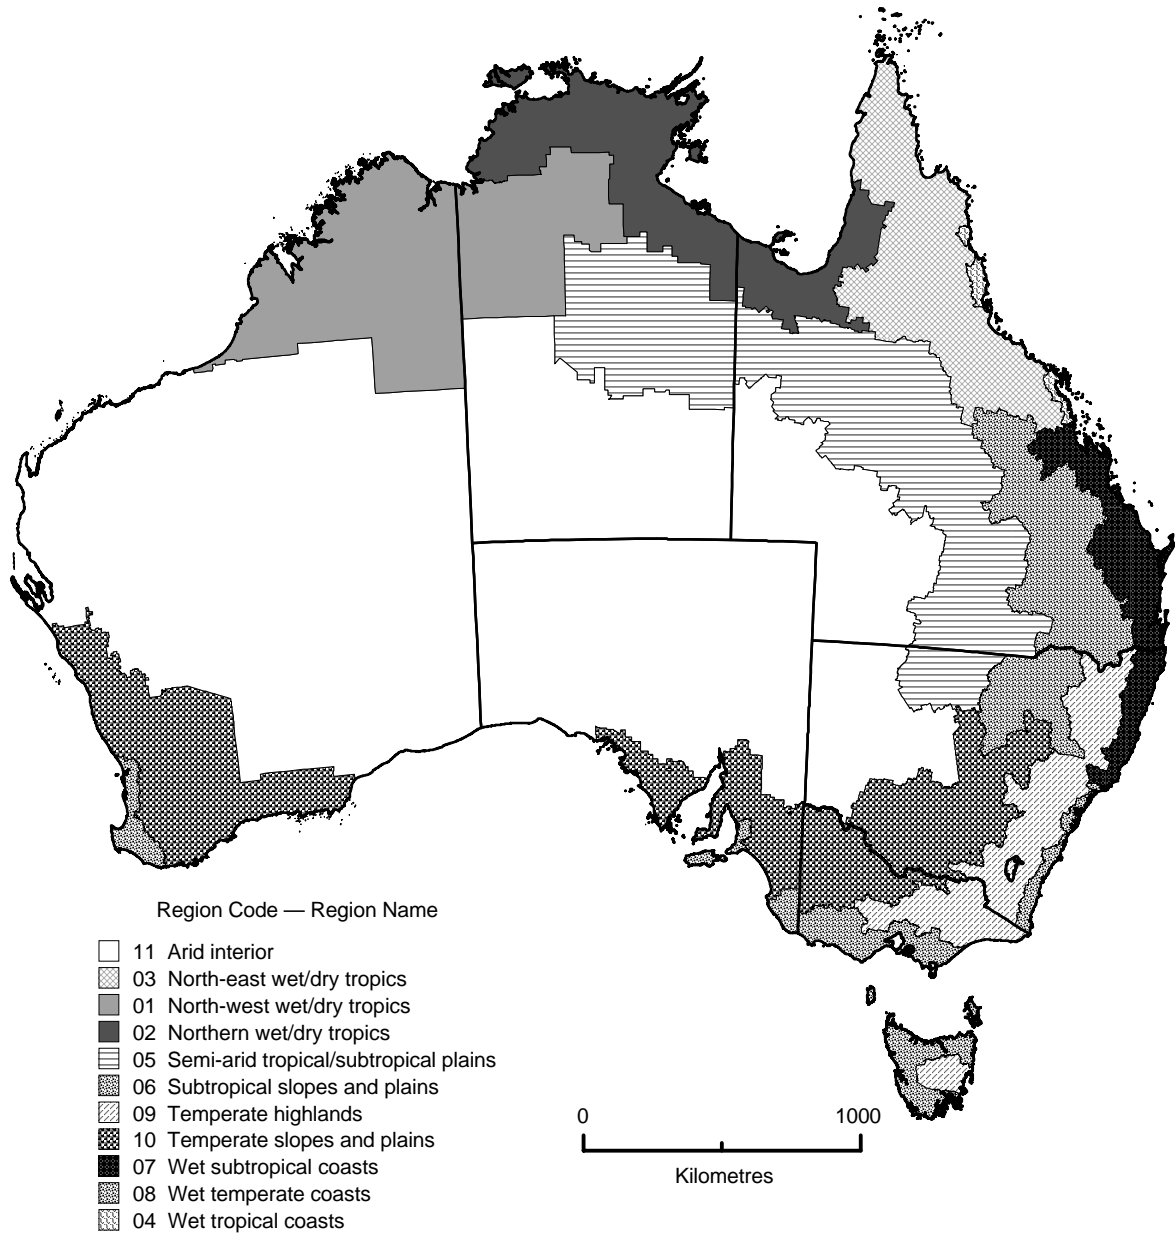 Region Code — Region Name
11 Arid interior
03 North-east wet/dry tropics
01 North-west wet/dry tropics
02 Northern wet/dry tropics
05 Semi-arid tropical/subtropical plains
06 Subtropical slopes and plains
09 Temperate highlands
10 Temperate slopes and plains
07 Wet subtropical coasts
08 Wet temperate coasts
04 Wet tropical coasts
0 1000
Kilometres